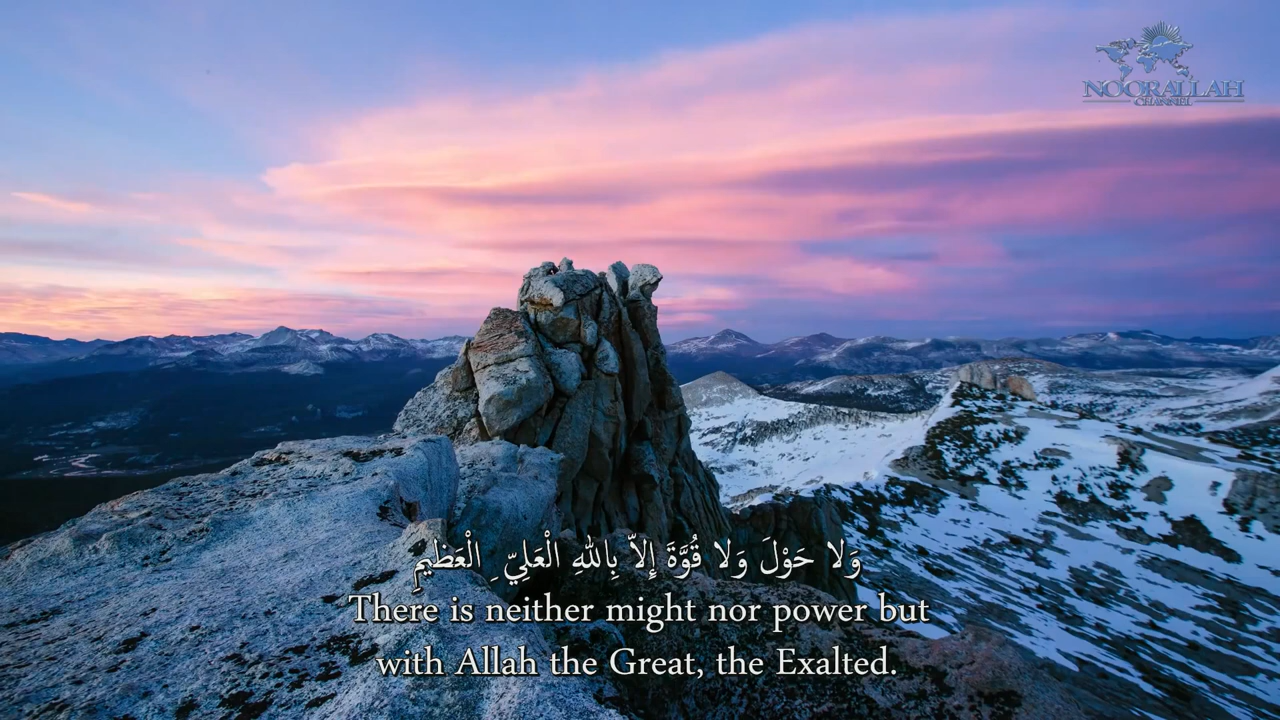 NOORALLAH
CHANNEL
وَلا حَوْلَ وَلا قُوَّةَ إِلاّ بِاللهِ الْعَلِيِّ الْعَظيمِ
There is neither might nor power but
with Allah the Great, the Exalted.